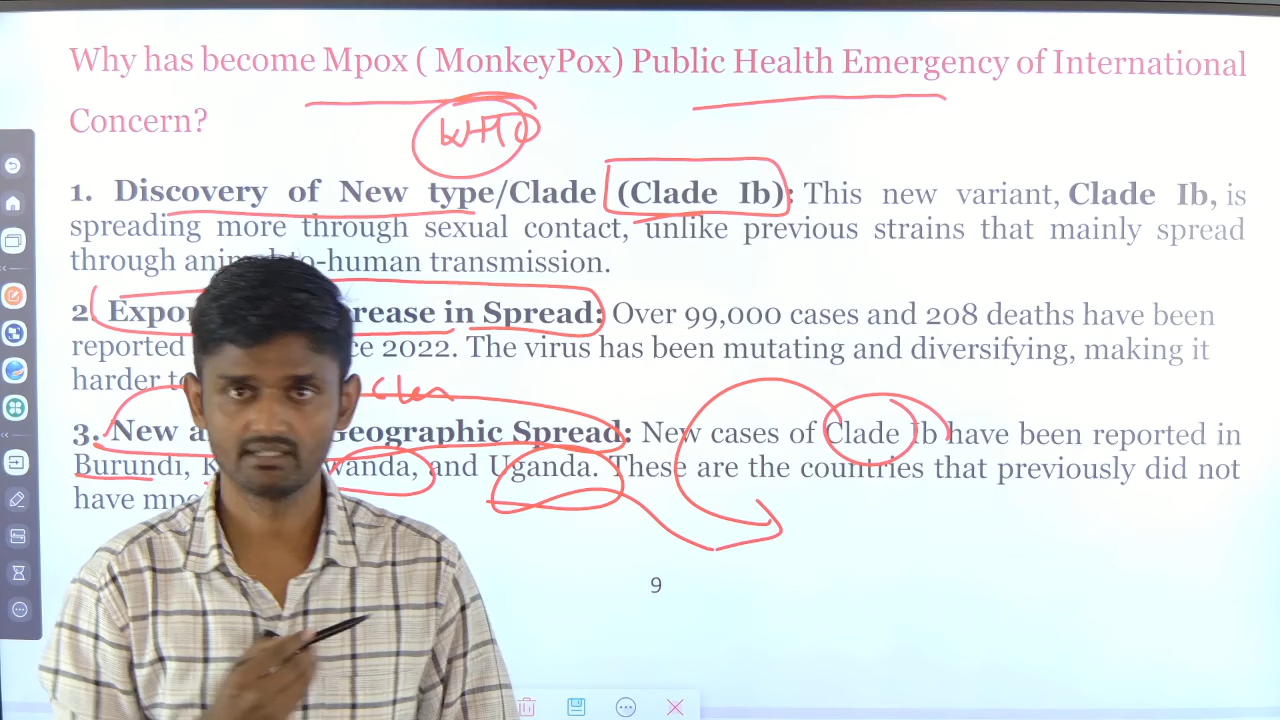 Why has become Mpox ( MonkeyPox) Public Health Emergency of International
Concern?
WHO
1. Discovery of New type/Clade (Clade Ib): This new variant, Clade Ib, is
spreading more through sexual contact, unlike previous strains that mainly spread
through to-human transmission.
2. in Spread: Over 99,000 cases and 208 deaths have been
reported 2022. The virus has been mutating and diversifying, making it
harder
3. New Geographic Spread: New cases of Clade Ib have been reported in
Burundi, and Uganda. These are the countries that previously did not
have
9